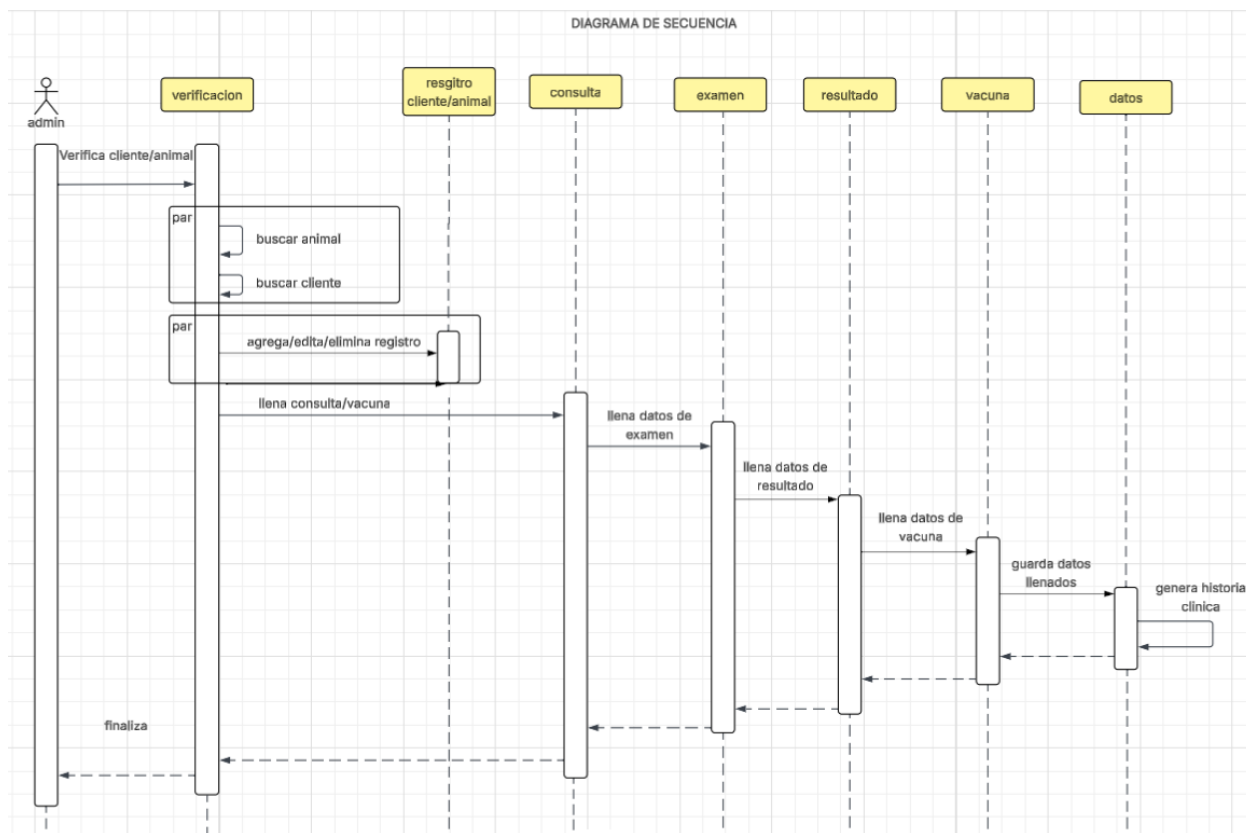 DIAGRAMA DE SECUENCIA
admin
verificacion
resgitro
cliente/animal
consulta
examen
resultado
vacuna
datos
Verifica cliente/animal
par
buscar animal
buscar cliente
par
agrega/edita/elimina registro
llena consulta/vacuna
llena datos de
examen
llena datos de
resultado
llena datos de
vacuna
guarda datos
llenados
genera historia
clinica
finaliza